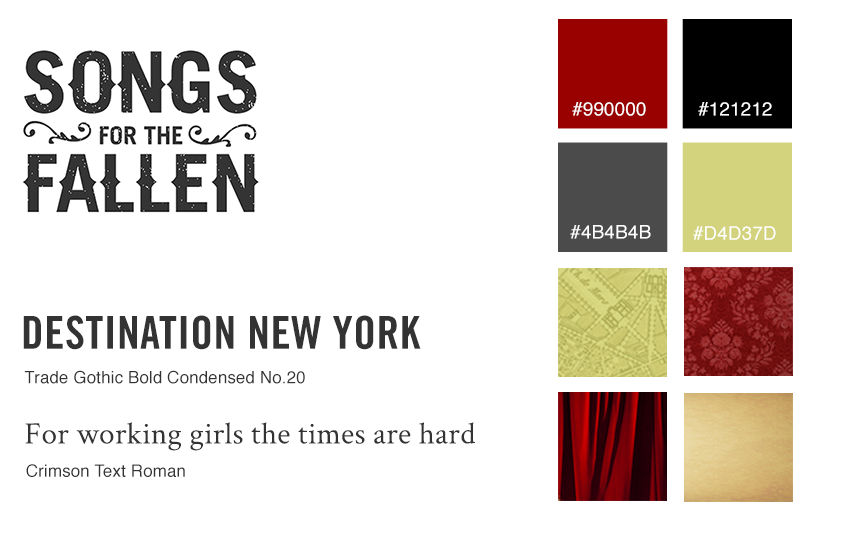 SONGS
FOR THE
FALLEN
DESTINATION NEW YORK
Trade Gothic Bold Condensed No.20
For working girls the times are hard
Crimson Text Roman
#990000
#121212
#4B4B4B
#D4D37D